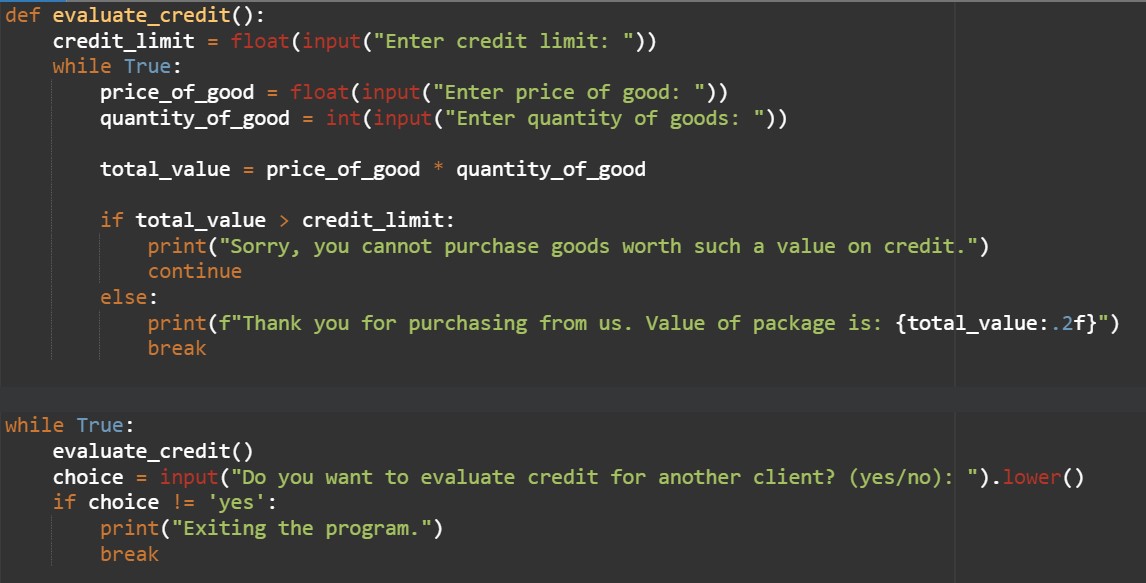 def evaluate_credit():
    credit_limit = float(input("Enter credit limit: "))
    while True:
        price_of_good = float(input("Enter price of good: "))
        quantity_of_good = int(input("Enter quantity of goods: "))

        total_value = price_of_good * quantity_of_good

        if total_value > credit_limit:
            print("Sorry, you cannot purchase goods worth such a value on credit.")
            continue
        else:
            print(f"Thank you for purchasing from us. Value of package is: {total_value:.2f}")
            break

while True:
    evaluate_credit()
    choice = input("Do you want to evaluate credit for another client? (yes/no): ").lower()
    if choice != 'yes':
        print("Exiting the program.")
        break